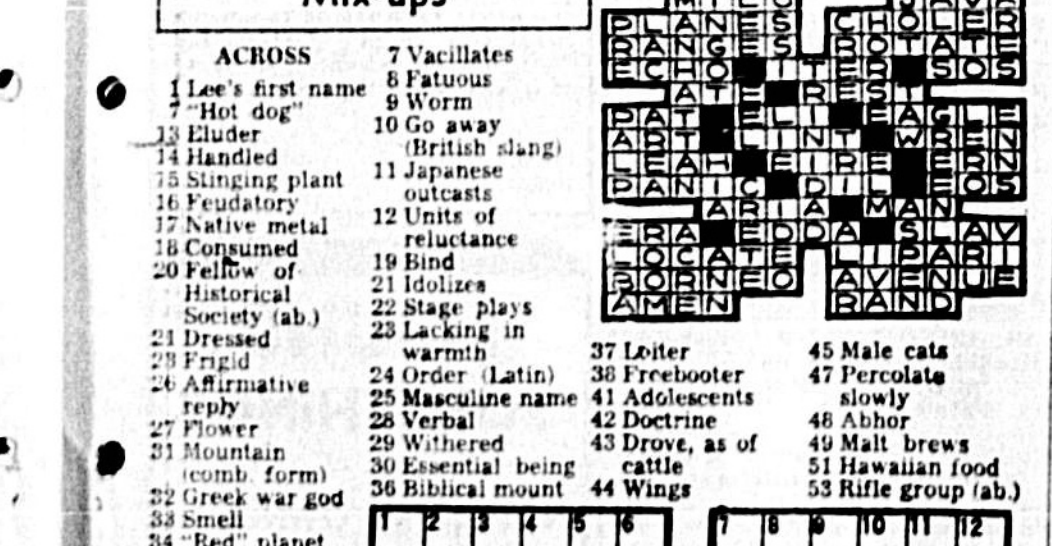 Mix-ups
ACROSS
1 Lee's first name
7 "Hot dog"
13 Eluder
14 Handled
15 Stinging plant
16 Feudatory
17 Native metal
18 Consumed
20 Fellow of
Historical
Society (ab.)
21 Dressed
23 Frigid
26 Affirmative
reply
27 Flower
31 Mountain
(comb. form)
32 Greek war god
33 Smell
34 "Red" planet
7 Vacillates
8 Fatuous
9 Worm
10 Go away
(British slang)
11 Japanese
outcasts
12 Units of
reluctance
19 Bind
21 Idolizes
22 Stage plays
23 Lacking in
warmth
24 Order (Latin)
25 Masculine name
28 Verbal
29 Withered
30 Essential being
36 Biblical mount
PLANES CHOLER
RANGES ROTATE
ECHO ITER SOS
ATE REST
PAT ELI EAGLE
ART LINT
LEAH EIRE ERN
PANIC EOS
ARIA MAN
ERA EDDA SLAV
LOCATE LIPARI
BORNEO AVENUE
AMEN RAND
37 Loiter
38 Freebooter
41 Adolescents
42 Doctrine
43 Drove, as of
cattle
44 Wings
45 Male cats
47 Percolate
slowly
48 Abhor
49 Malt brews
51 Hawaiian food
53 Rifle group (ab.)
1 2 3 4 5 6 7 8 9 10 11 12